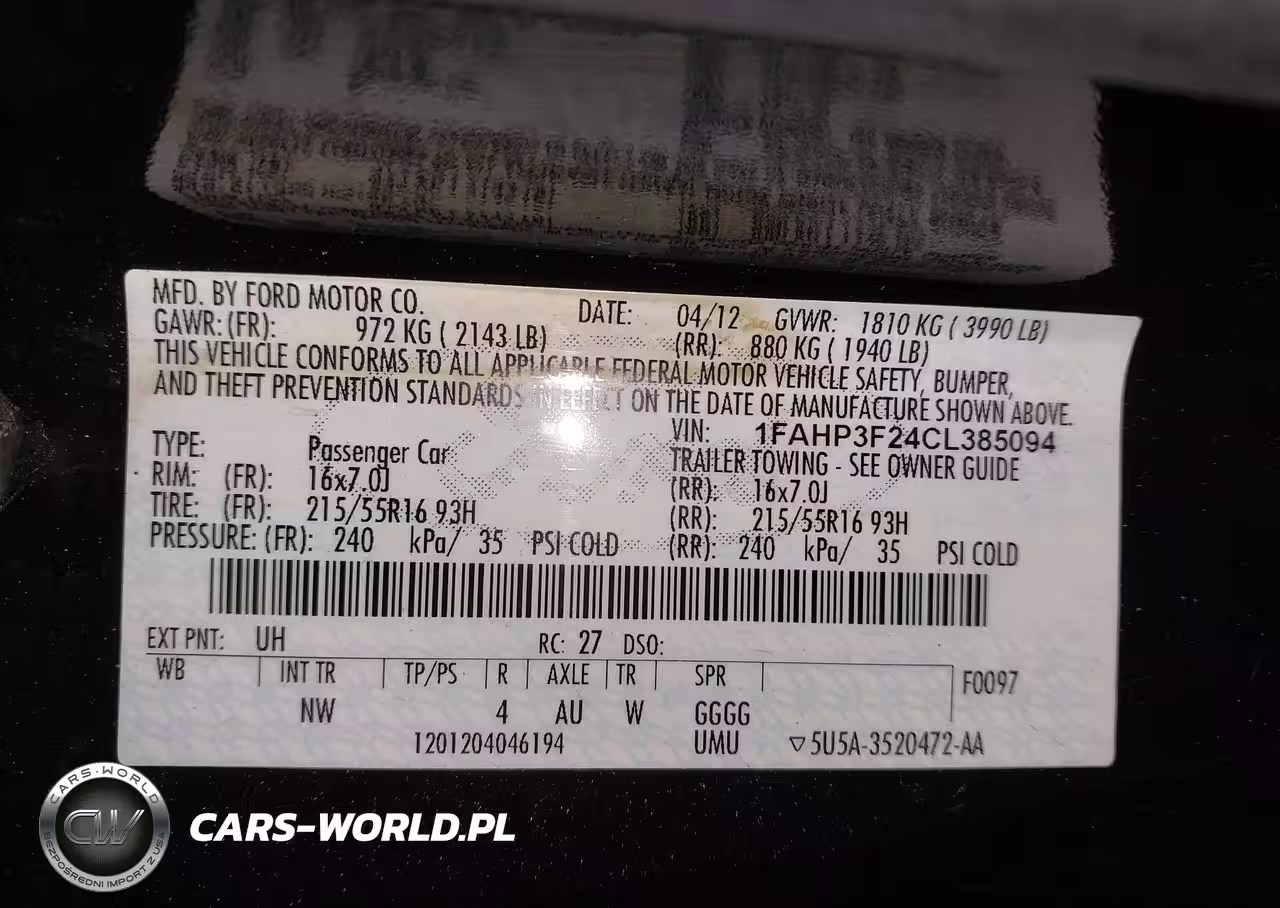 MFD. BY FORD MOTOR CO. DATE: 04/12 GVWR: 1810 KG ( 3990 LB)
GAWR: (FR): 972 KG ( 2143 LB) (RR): 880 KG ( 1940 LB)
THIS VEHICLE CONFORMS TO ALL APPLICABLE FEDERAL MOTOR VEHICLE SAFETY, BUMPER,
AND THEFT PREVENTION STANDARDS IN EFFECT ON THE DATE OF MANUFACTURE SHOWN ABOVE.
VIN: 1FAHP3F24CL385094
TYPE: Passenger Car TRAILER TOWING - SEE OWNER GUIDE
RIM: (FR): 16x7.0J (RR): 16x7.0J
TIRE: (FR): 215/55R16 93H (RR): 215/55R16 93H
PRESSURE: (FR): 240 kPa/ 35 PSI COLD (RR): 240 kPa/ 35 PSI COLD
EXT PNT: UH RC: 27 DSO:
WB INT TR TP/PS R AXLE TR SPR F0097
NW 4 AU W GGGG
1201204046194 UMU ▽5U5A-3520472-AA
CARS-WORLD
CW
BEZPOŚREDNI IMPORT Z USA
CARS-WORLD.PL